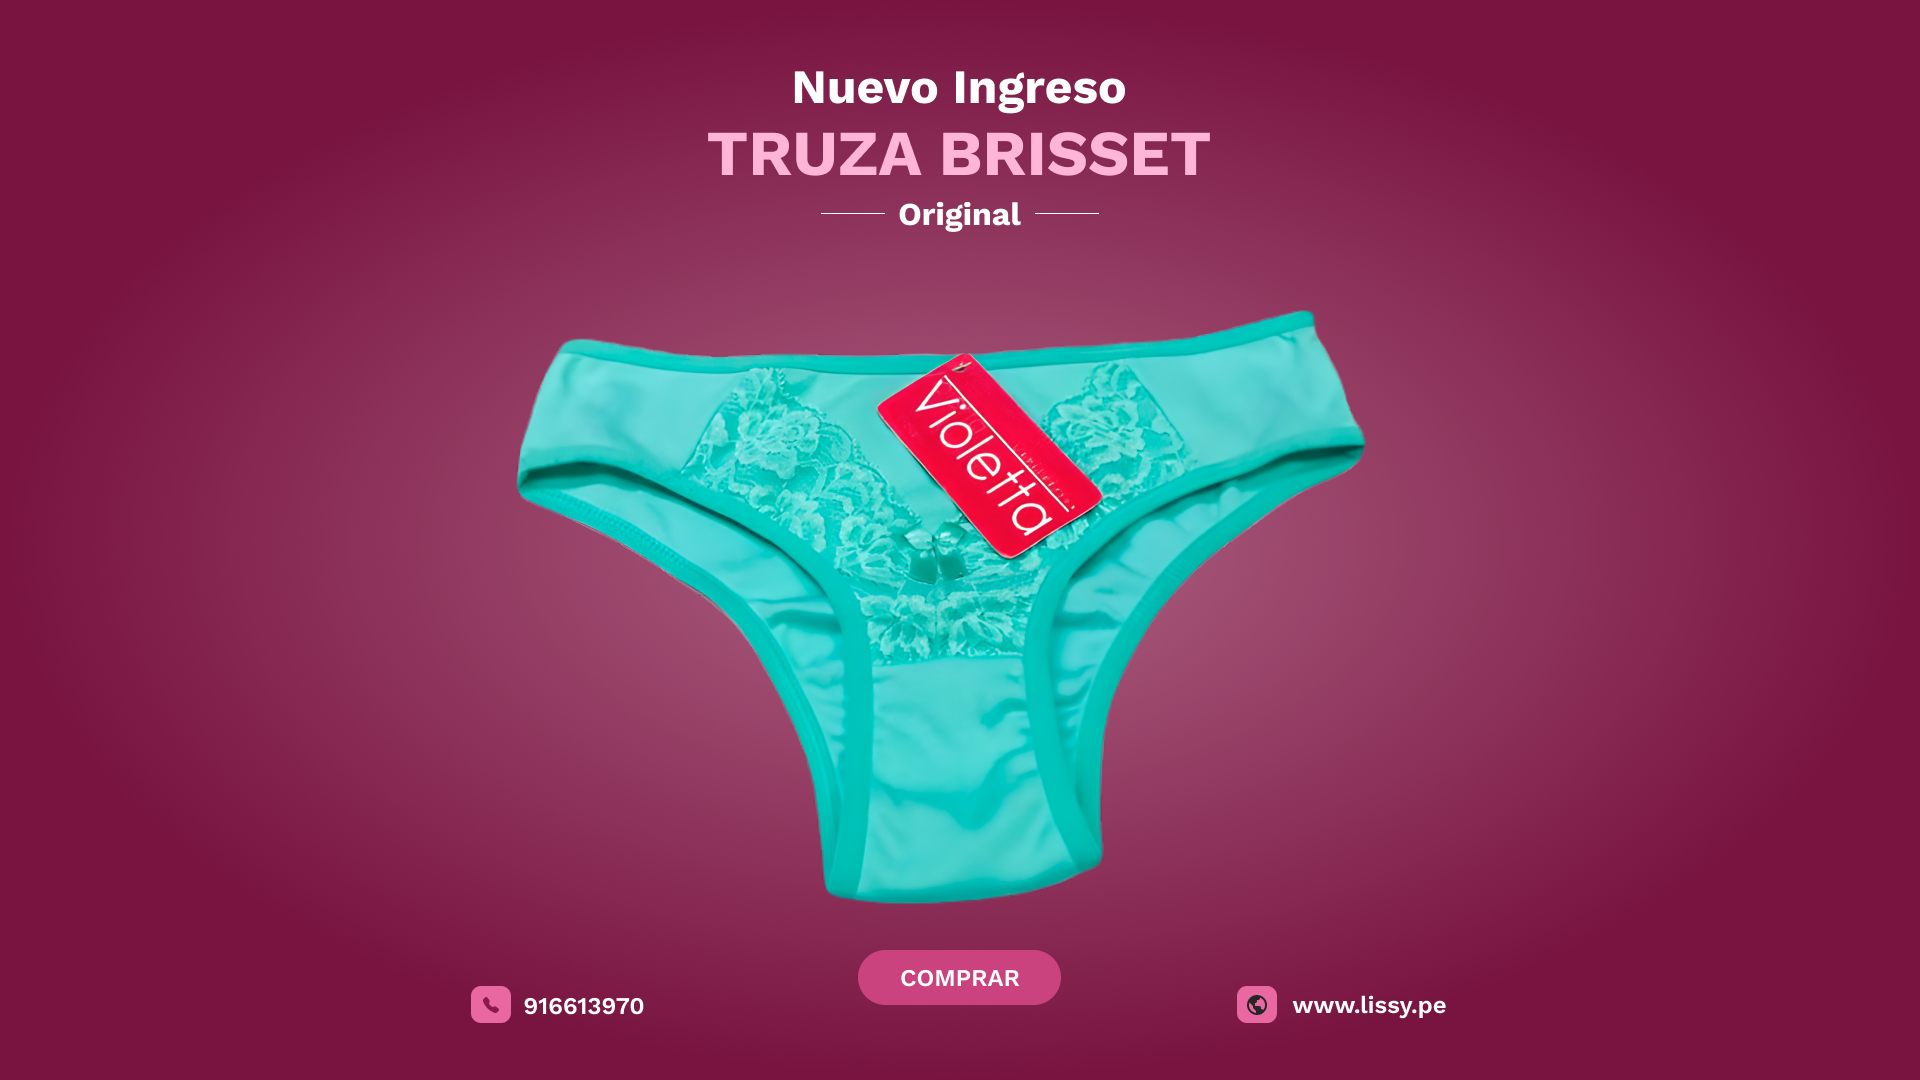 Nuevo Ingreso
TRUZA BRISSET
Original
Violetta
COMPRAR
916613970
www.lissy.pe